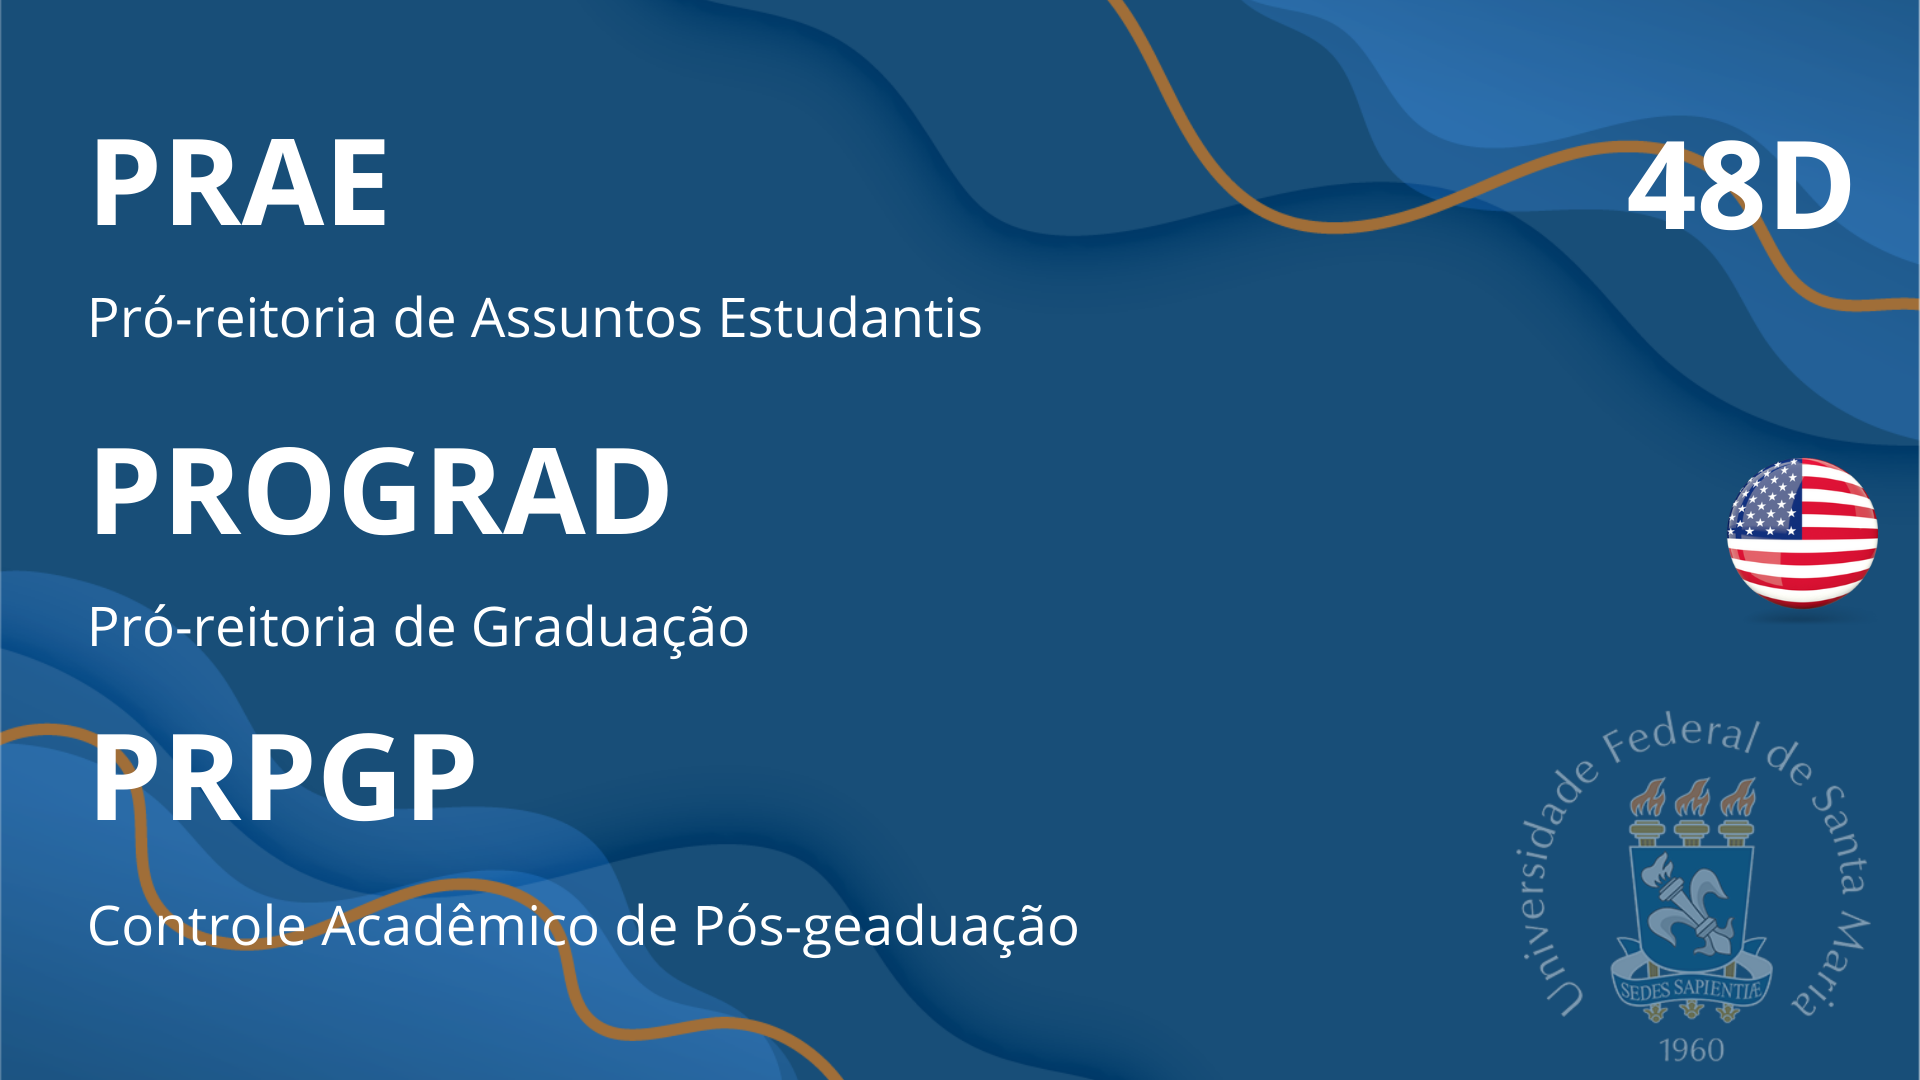 PRAE
48D
Pró-reitoria de Assuntos Estudantis
PROGRAD
Pró-reitoria de Graduação
PRPGP
Controle Acadêmico de Pós-geaduação
Universidade Federal de Santa Maria
SEDES SAPIENTIÆ
1960